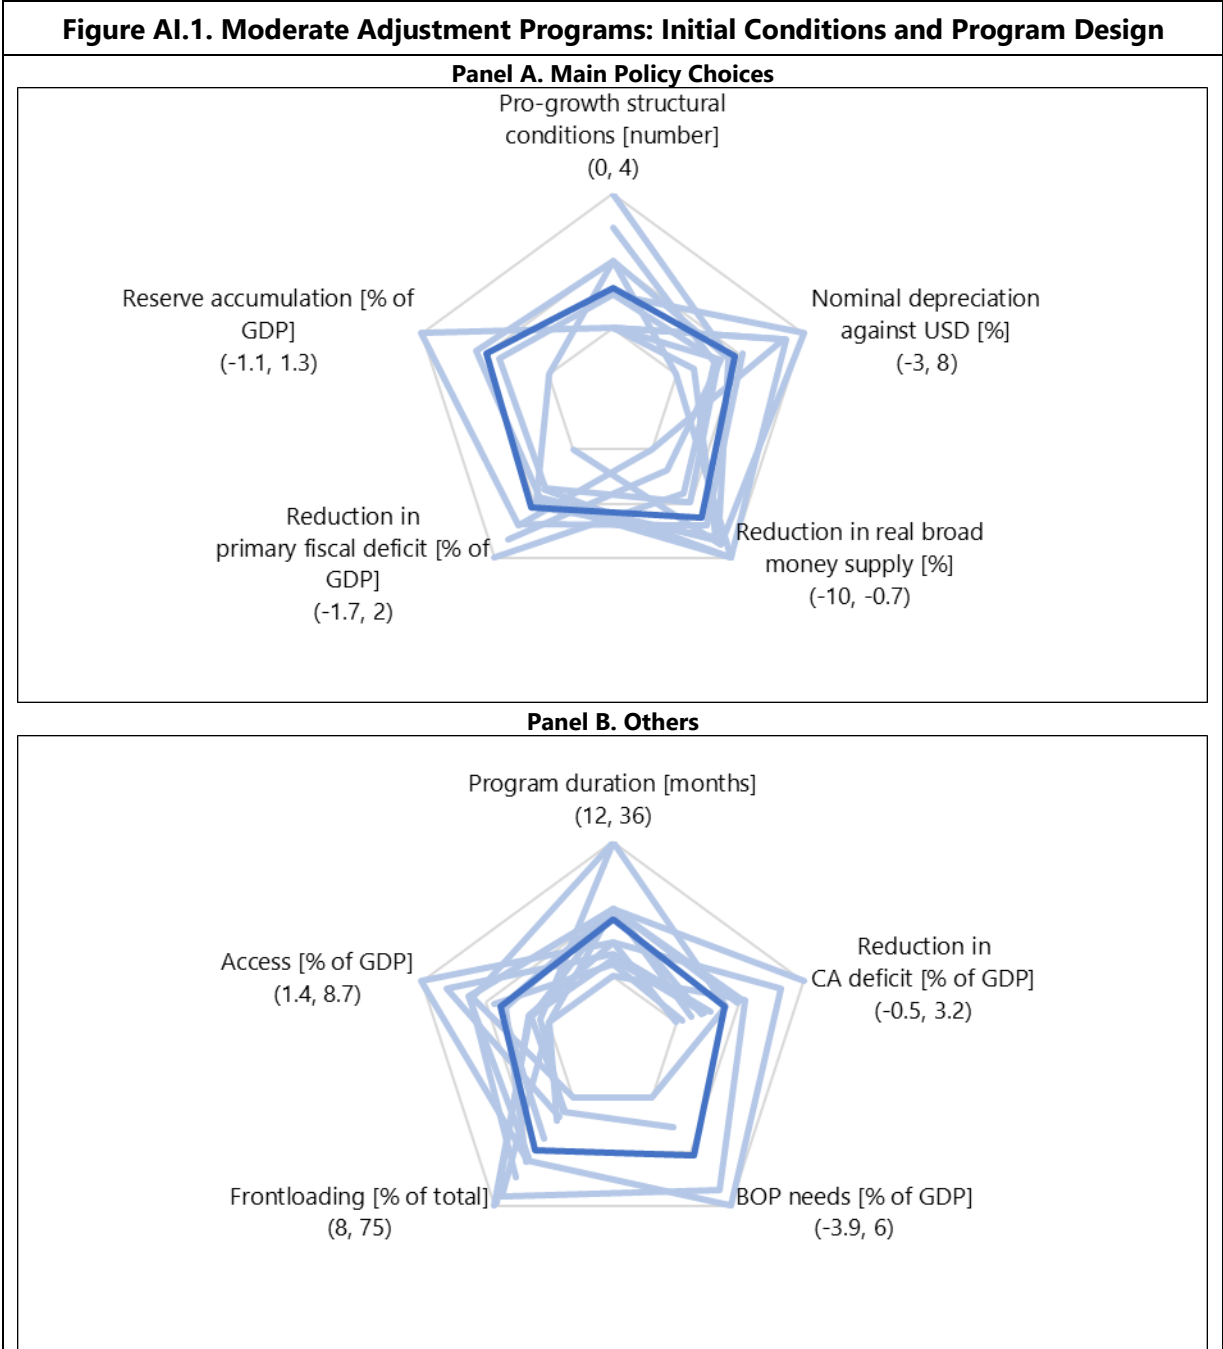 Figure AI.1. Moderate Adjustment Programs: Initial Conditions and Program Design
Panel A. Main Policy Choices
Pro-growth structural
conditions [number]
(0, 4)
Reserve accumulation [% of
GDP]
(-1.1, 1.3)
Nominal depreciation
against USD [%]
(-3, 8)
Reduction in
primary fiscal deficit [% of
GDP]
(-1.7, 2)
Reduction in real broad
money supply [%]
(-10, -0.7)
Panel B. Others
Program duration [months]
(12, 36)
Access [% of GDP]
(1.4, 8.7)
Reduction in
CA deficit [% of GDP]
(-0.5, 3.2)
Frontloading [% of total]
(8, 75)
BOP needs [% of GDP]
(-3.9, 6)